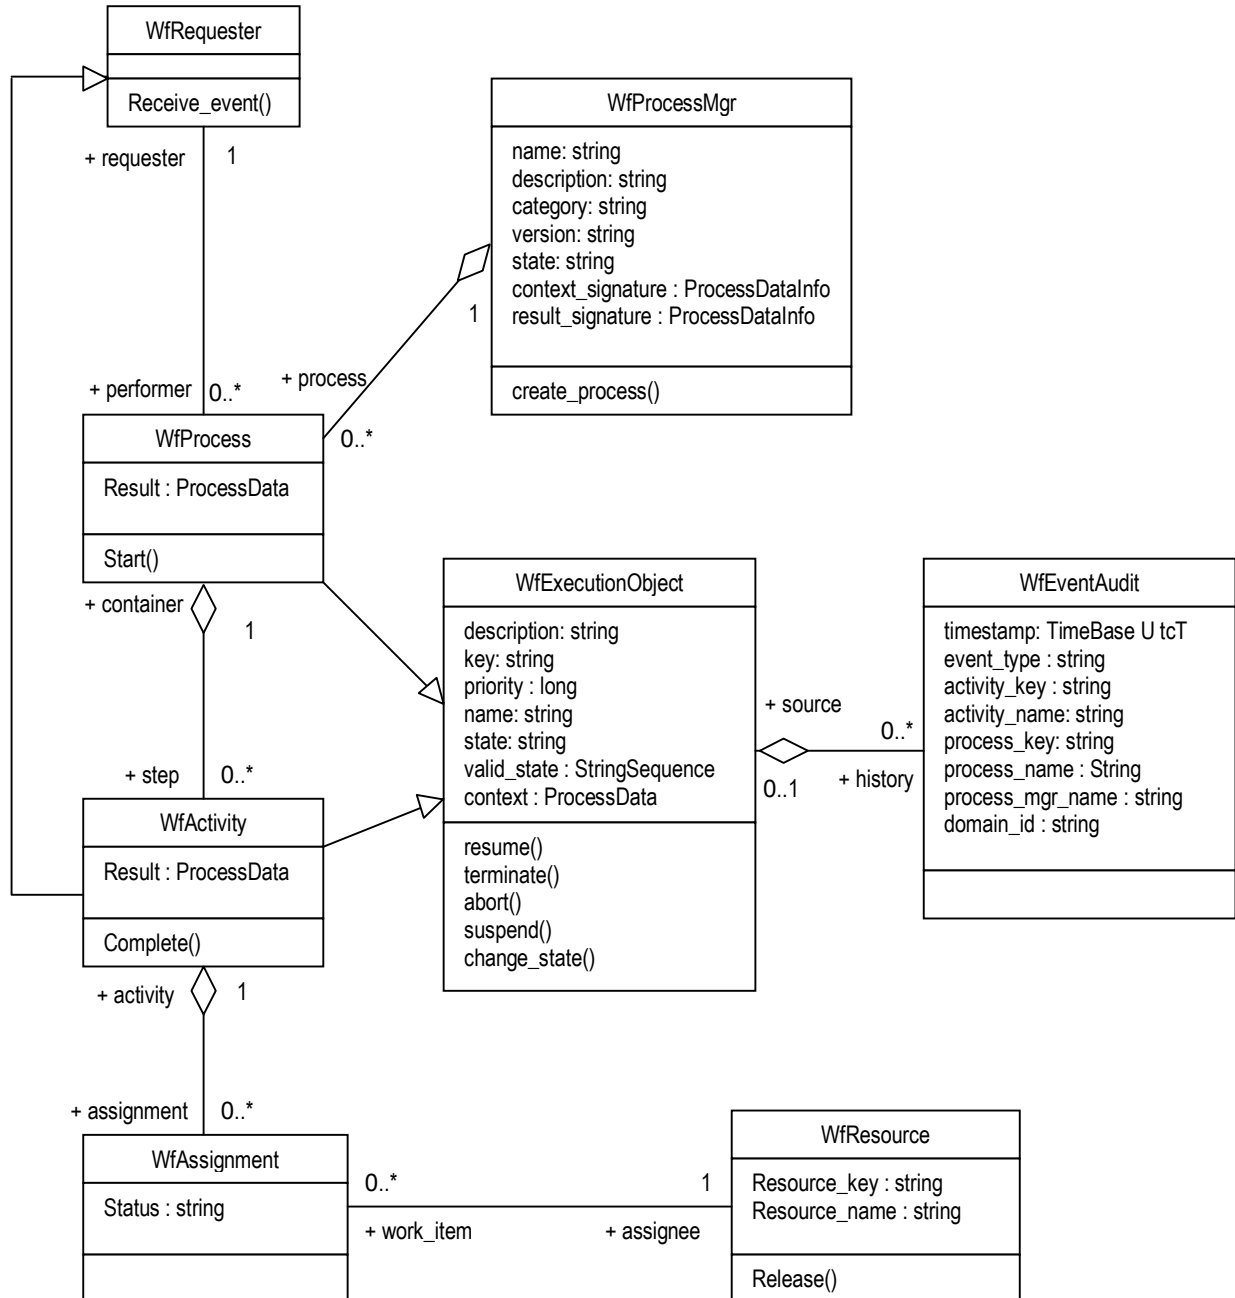 WfRequester
Receive_event()
+ requester
1
WfProcessMgr
name: string
description: string
category: string
version: string
state: string
context_signature : ProcessDataInfo
result_signature : ProcessDataInfo
create_process()
1
+ process
0..*
+ performer
0..*
WfProcess
Result : ProcessData
Start()
+ container
1
+ step
0..*
WfActivity
Result : ProcessData
Complete()
+ activity
1
WfExecutionObject
description: string
key: string
priority : long
name: string
state: string
valid_state : StringSequence
context : ProcessData
resume()
terminate()
abort()
suspend()
change_state()
+ source
0..1
0..*
+ history
WfEventAudit
timestamp: TimeBase U tcT
event_type : string
activity_key : string
activity_name: string
process_key: string
process_name : String
process_mgr_name : string
domain_id : string
+ assignment
0..*
WfAssignment
Status : string
0..*
+ work_item
1
+ assignee
WfResource
Resource_key : string
Resource_name : string
Release()